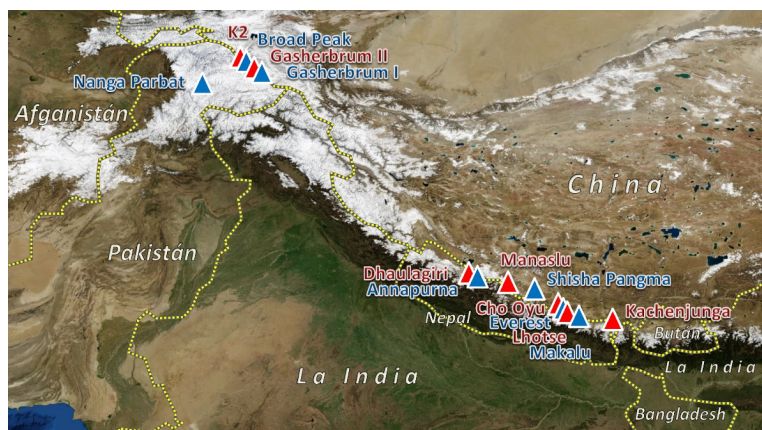 K2
Broad Peak
Gasherbrum II
Gasherbrum I
Nanga Parbat
Afganistán
China
Pakistán
Manaslu
Dhaulagiri
Shisha Pangma
Annapurna
Cho Oyu
Kachenjunga
Nepal
Everest
Lhotse
Bután
Makalu
La India
La India
Bangladesh